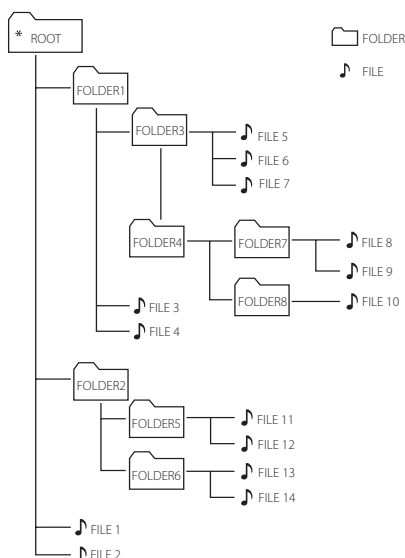 * ROOT
FOLDER
FILE
FOLDER1
FOLDER3
FILE 5
FILE 6
FILE 7
FOLDER4
FOLDER7
FILE 8
FILE 9
FOLDER8
FILE 10
FILE 3
FILE 4
FOLDER2
FOLDER5
FILE 11
FILE 12
FOLDER6
FILE 13
FILE 14
FILE 1
FILE 2